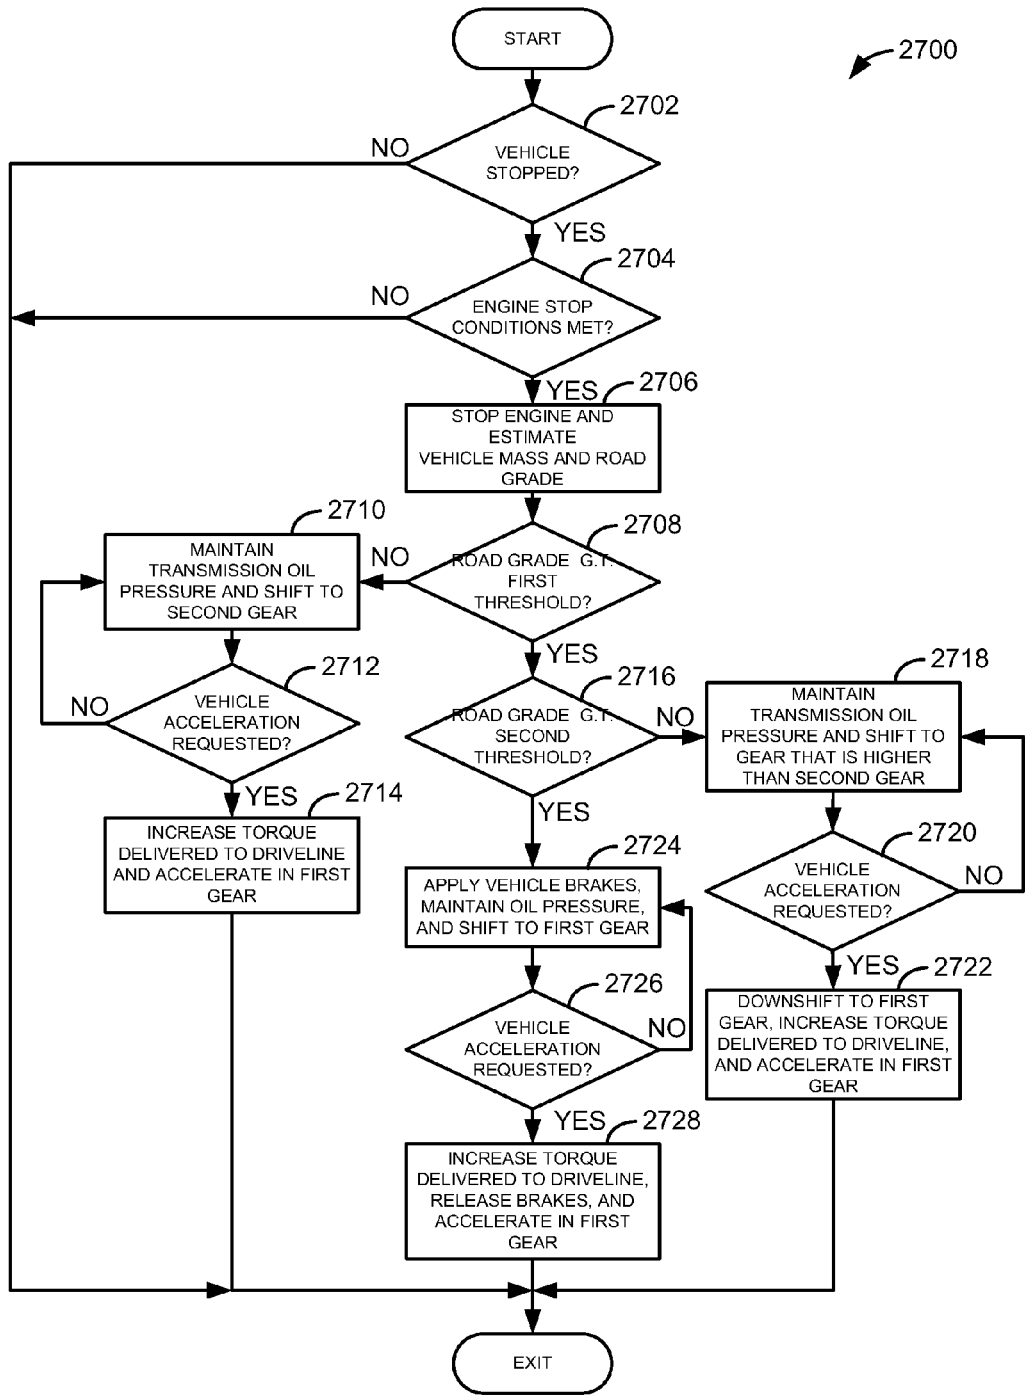 START
2700
2702
VEHICLE
STOPPED?
NO
YES
2704
ENGINE STOP
CONDITIONS MET?
NO
YES
2706
STOP ENGINE AND
ESTIMATE
VEHICLE MASS AND ROAD
GRADE
2708
ROAD GRADE G.T.
FIRST
THRESHOLD?
NO
YES
2710
MAINTAIN
TRANSMISSION OIL
PRESSURE AND SHIFT TO
SECOND GEAR
2712
VEHICLE
ACCELERATION
REQUESTED?
NO
YES
2714
INCREASE TORQUE
DELIVERED TO DRIVELINE
AND ACCELERATE IN FIRST
GEAR
2716
ROAD GRADE G.T.
SECOND
THRESHOLD?
NO
YES
2718
MAINTAIN
TRANSMISSION OIL
PRESSURE AND SHIFT TO
GEAR THAT IS HIGHER
THAN SECOND GEAR
2720
VEHICLE
ACCELERATION
REQUESTED?
NO
YES
2722
DOWNSHIFT TO FIRST
GEAR, INCREASE TORQUE
DELIVERED TO DRIVELINE,
AND ACCELERATE IN FIRST
GEAR
2724
APPLY VEHICLE BRAKES,
MAINTAIN OIL PRESSURE,
AND SHIFT TO FIRST GEAR
2726
VEHICLE
ACCELERATION
REQUESTED?
NO
YES
2728
INCREASE TORQUE
DELIVERED TO DRIVELINE,
RELEASE BRAKES, AND
ACCELERATE IN FIRST
GEAR
EXIT